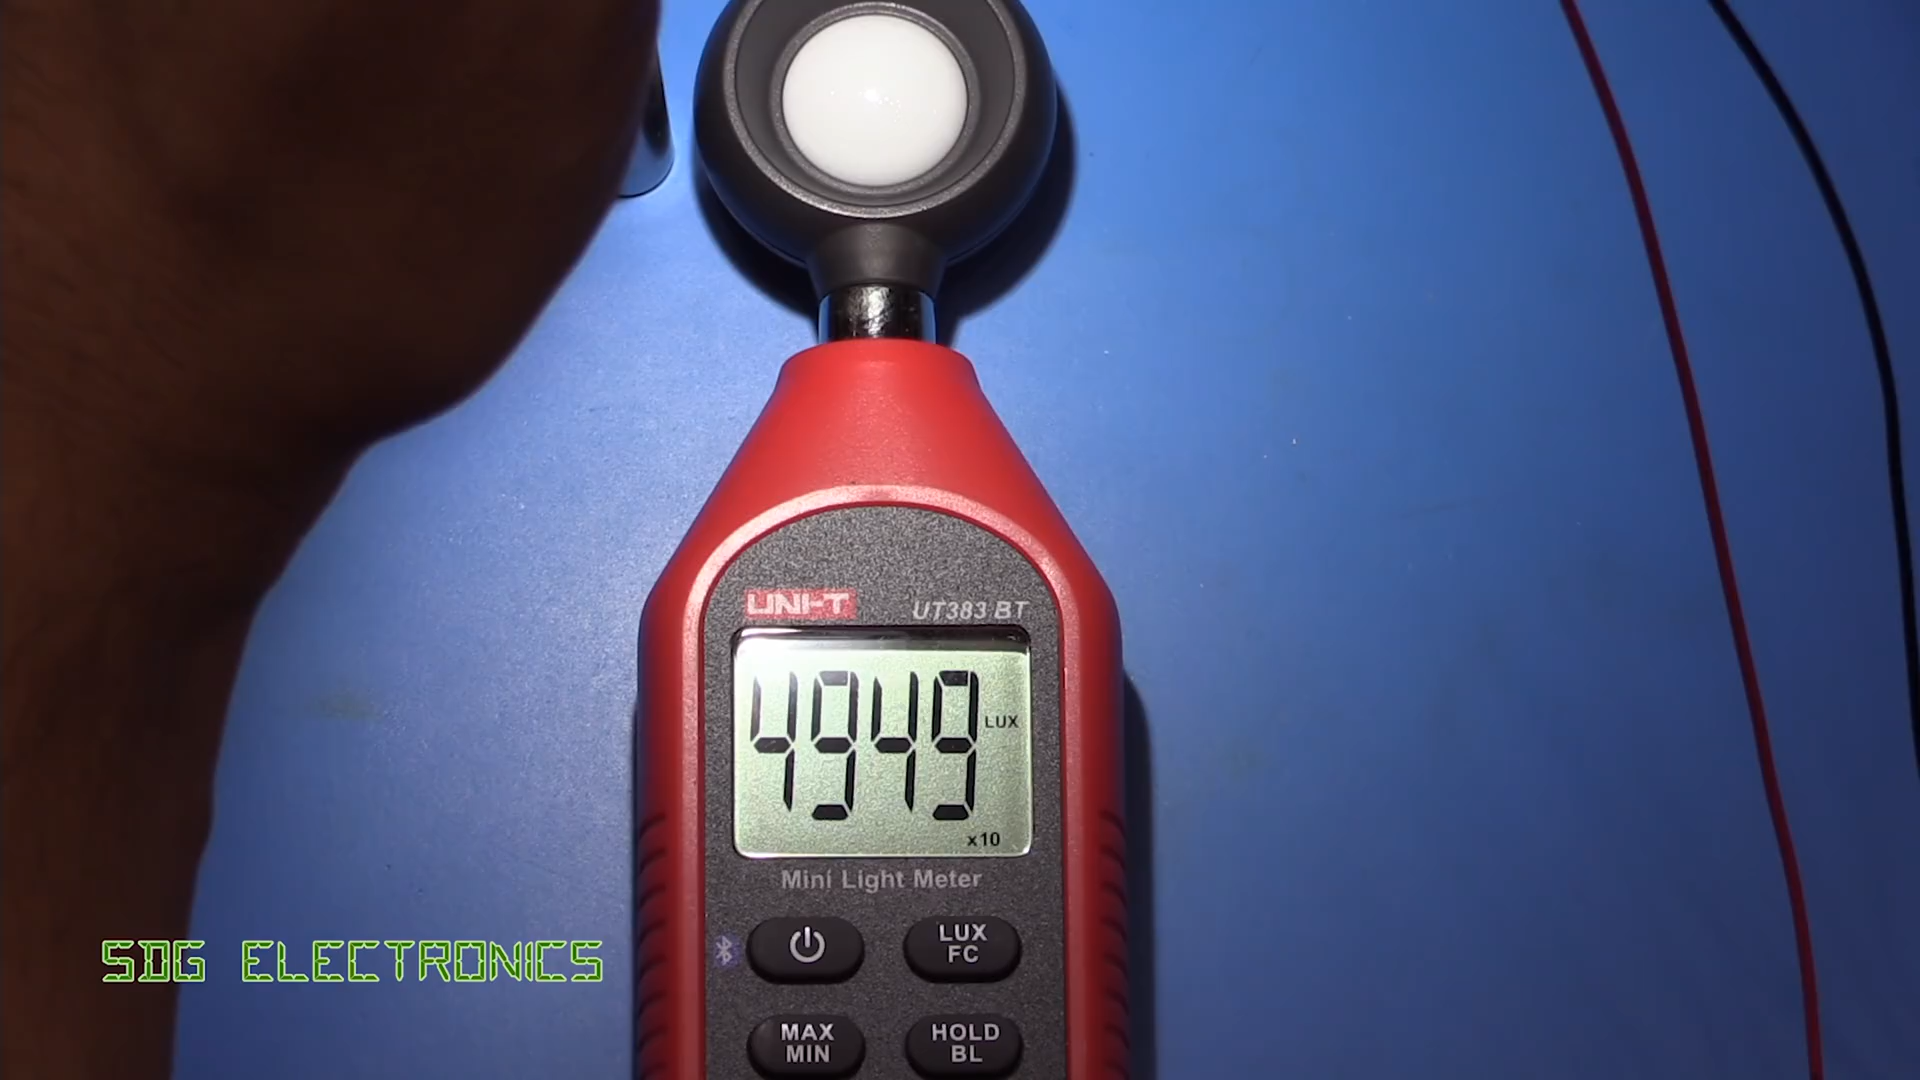 UNI-T
UT383 BT
4949 LUX
x10
Mini Light Meter
LUX
FC
MAX
MIN
HOLD
BL
SDG ELECTRONICS